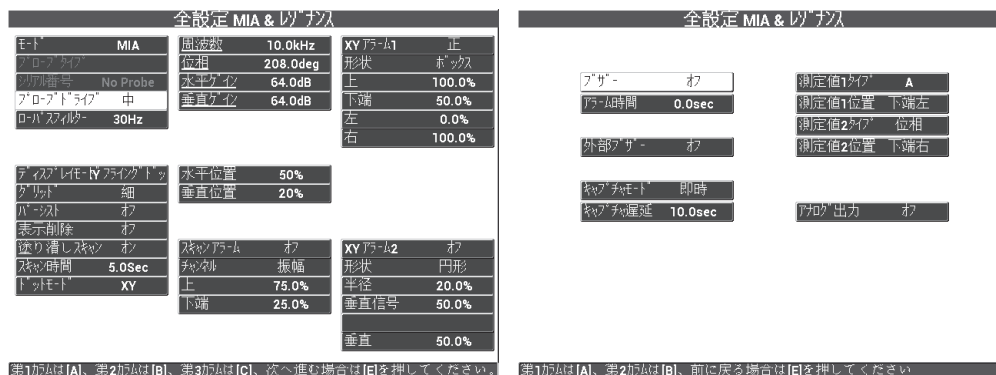 全設定 MIA & ﾚｿﾞﾅﾝｽ
ﾓｰﾄﾞ MIA
ﾌﾟﾛｰﾌﾞﾀｲﾌﾟ
ｼﾘｱﾙ番号 No Probe
ﾌﾟﾛｰﾌﾞﾄﾞﾗｲﾌﾞ 中
ﾛｰﾊﾟｽﾌｨﾙﾀｰ 30Hz
周波数 10.0kHz
位相 208.0deg
水平ｹﾞｲﾝ 64.0dB
垂直ｹﾞｲﾝ 64.0dB
XY ｱﾗｰﾑ1 正
形状 ﾎﾞｯｸｽ
上 100.0%
下端 50.0%
左 0.0%
右 100.0%
ﾃﾞｨｽﾌﾟﾚｲﾓｰﾄﾞ ﾌﾗｲﾝｸﾞﾄﾞｯ
ｸﾞﾘｯﾄﾞ 細
ﾊﾟｰｼｽﾄ ｵﾌ
表示削除 ｵﾌ
塗り潰しｽｷｬﾝ ｵﾝ
ｽｷｬﾝ時間 5.0Sec
ﾄﾞｯﾄﾓｰﾄﾞ XY
水平位置 50%
垂直位置 20%
ｽｷｬﾝｱﾗｰﾑ ｵﾌ
ﾁｬﾝﾈﾙ 振幅
上 75.0%
下端 25.0%
XY ｱﾗｰﾑ2 ｵﾌ
形状 円形
半径 20.0%
垂直信号 50.0%
垂直 50.0%
第1ｶﾗﾑは[A]、第2ｶﾗﾑは[B]、第3ｶﾗﾑは[C]、次へ進む場合は[E]を押してください。
全設定 MIA & ﾚｿﾞﾅﾝｽ
ﾌﾞｻﾞｰ ｵﾌ
ｱﾗｰﾑ時間 0.0sec
外部ﾌﾞｻﾞｰ ｵﾌ
ｷｬﾌﾟﾁｬﾓｰﾄﾞ 即時
ｷｬﾌﾟﾁｬ遅延 10.0sec
測定値1ﾀｲﾌﾟ A
測定値1位置 下端左
測定値2ﾀｲﾌﾟ 位相
測定値2位置 下端右
ｱﾅﾛｸﾞ出力 ｵﾌ
第1ｶﾗﾑは[A]、第2ｶﾗﾑは[B]、前に戻る場合は[E]を押してください